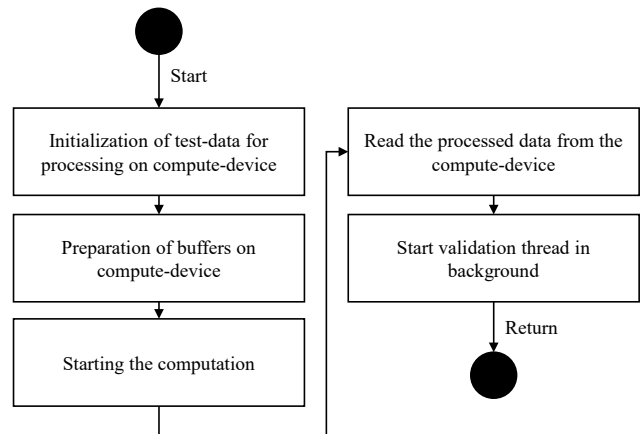 Start
Initialization of test-data for
processing on compute-device
Preparation of buffers on
compute-device
Starting the computation
Read the processed data from the
compute-device
Start validation thread in
background
Return